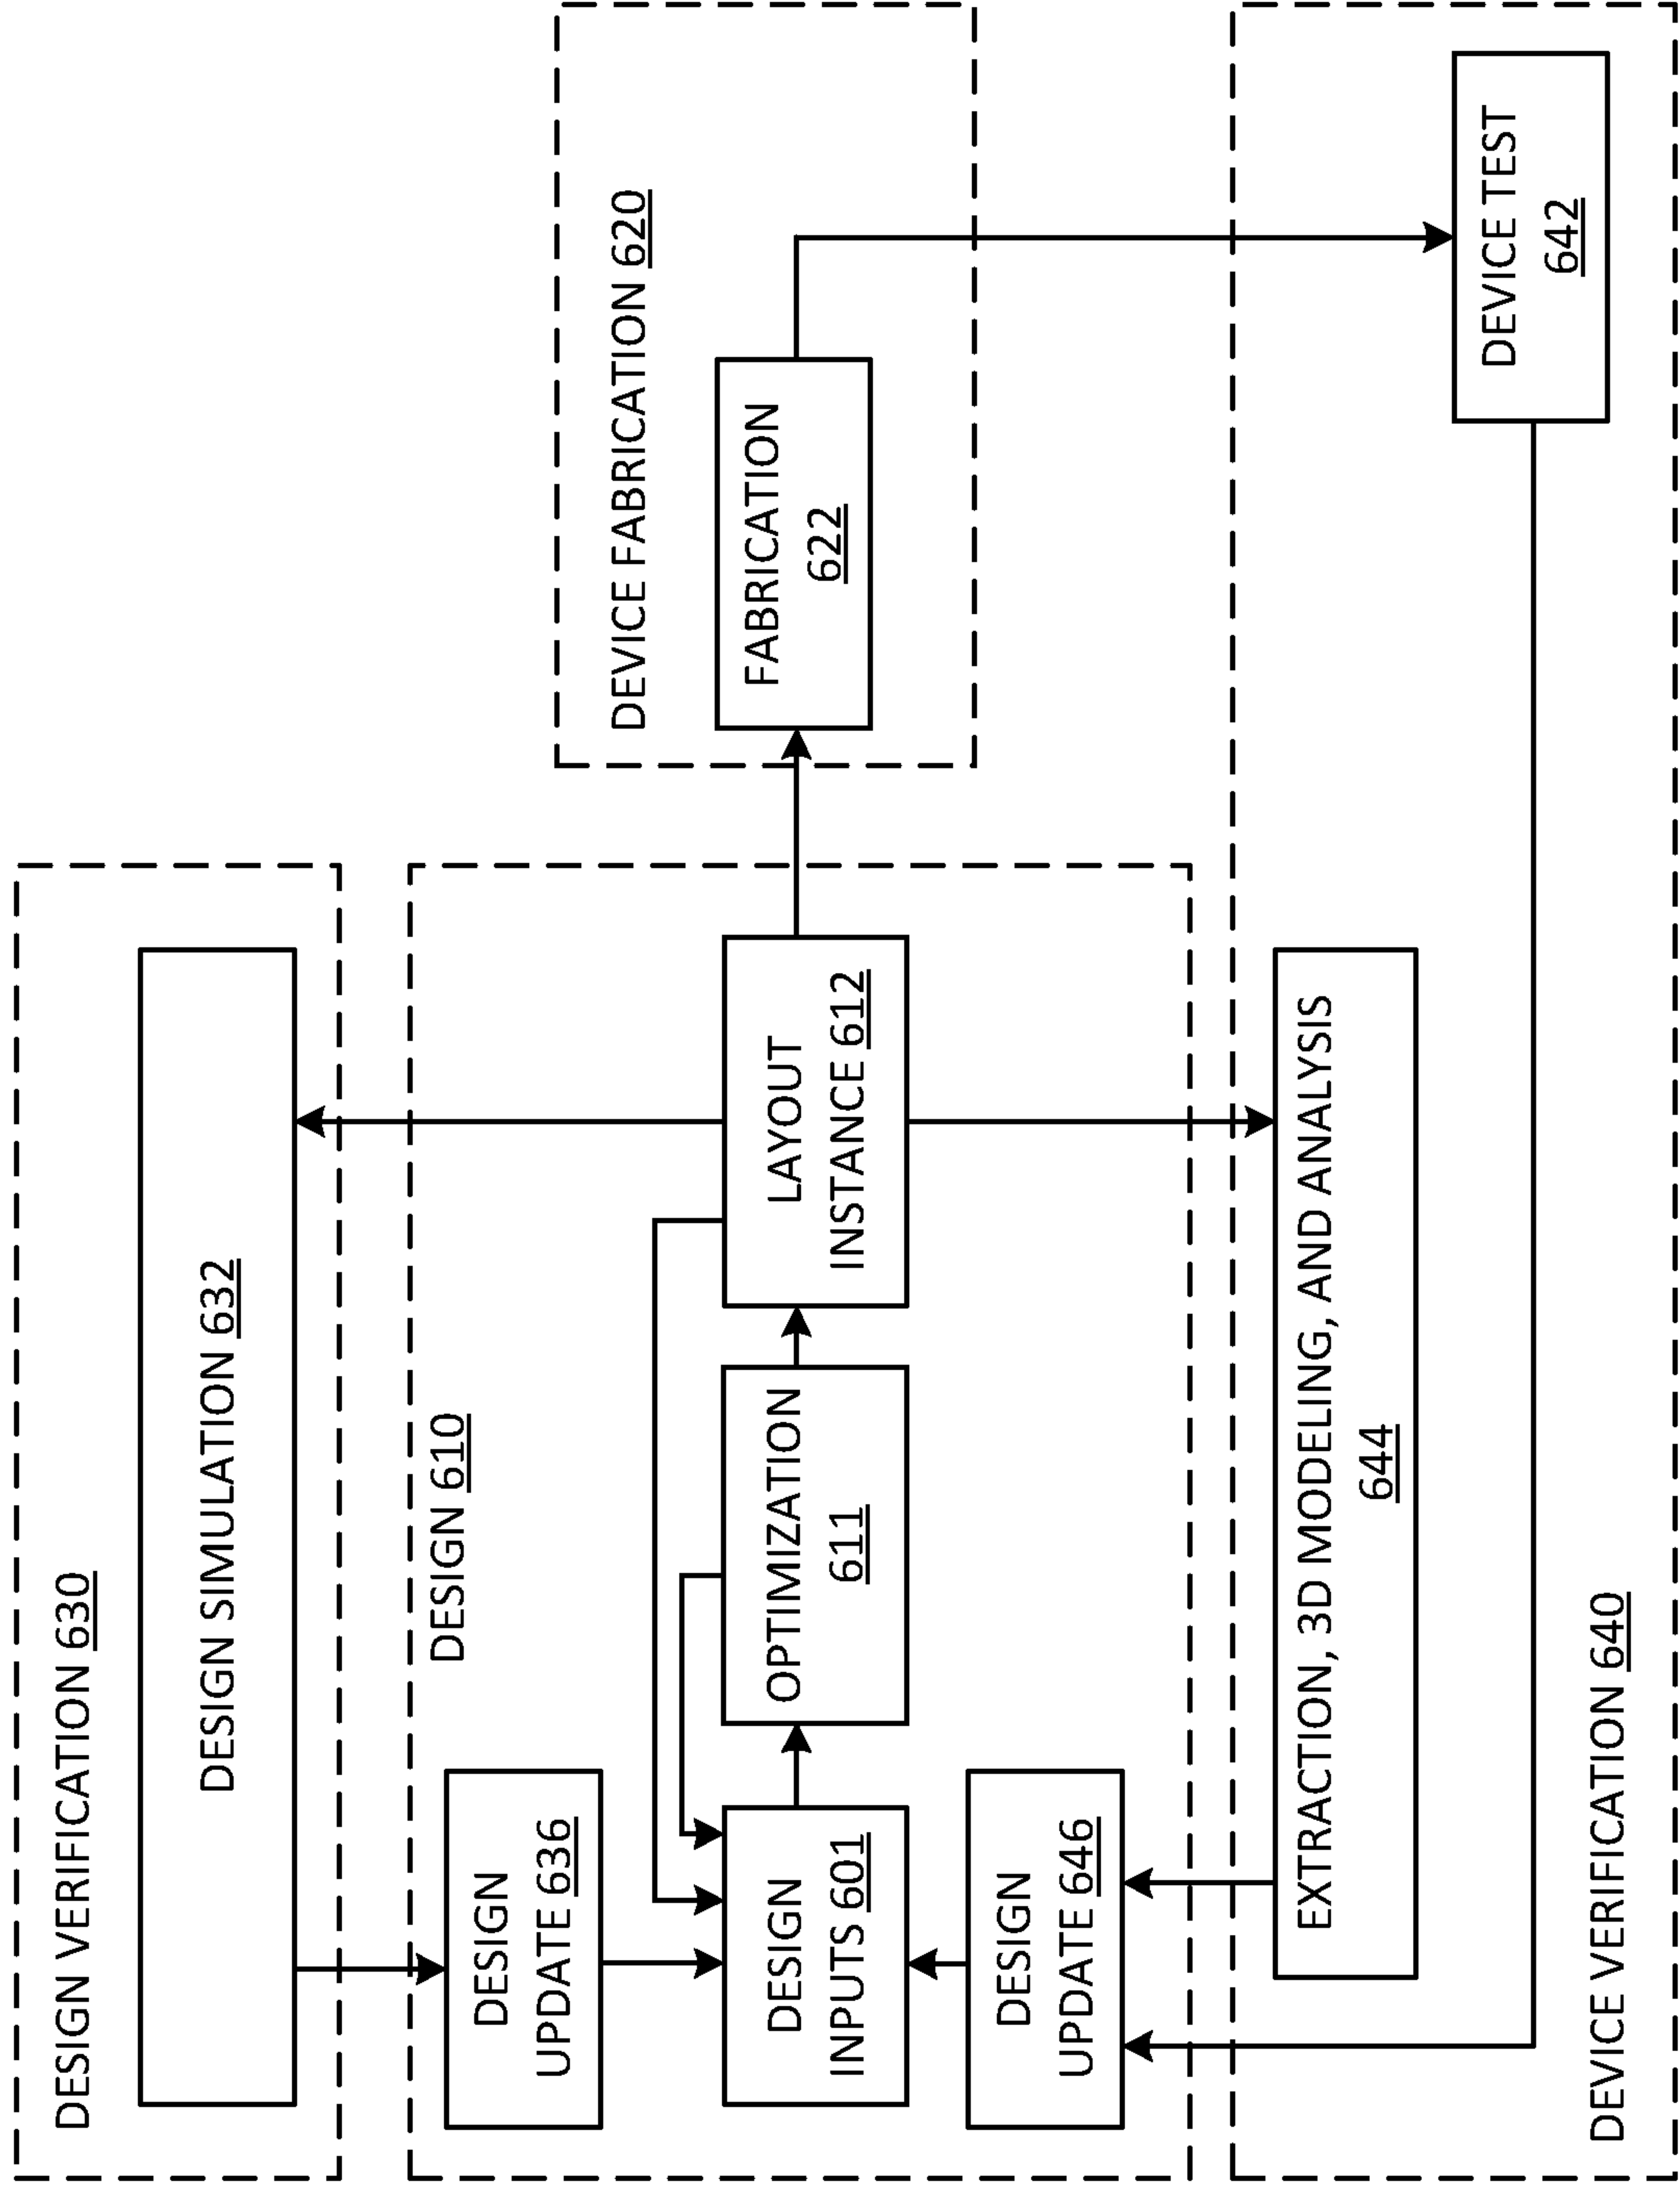 DESIGN VERIFICATION 630
DESIGN SIMULATION 632
DESIGN 610
DESIGN
UPDATE 636
DESIGN
INPUTS 601
OPTIMIZATION
611
LAYOUT
INSTANCE 612
DESIGN
UPDATE 646
DEVICE FABRICATION 620
FABRICATION
622
EXTRACTION, 3D MODELING, AND ANALYSIS
644
DEVICE TEST
642
DEVICE VERIFICATION 640